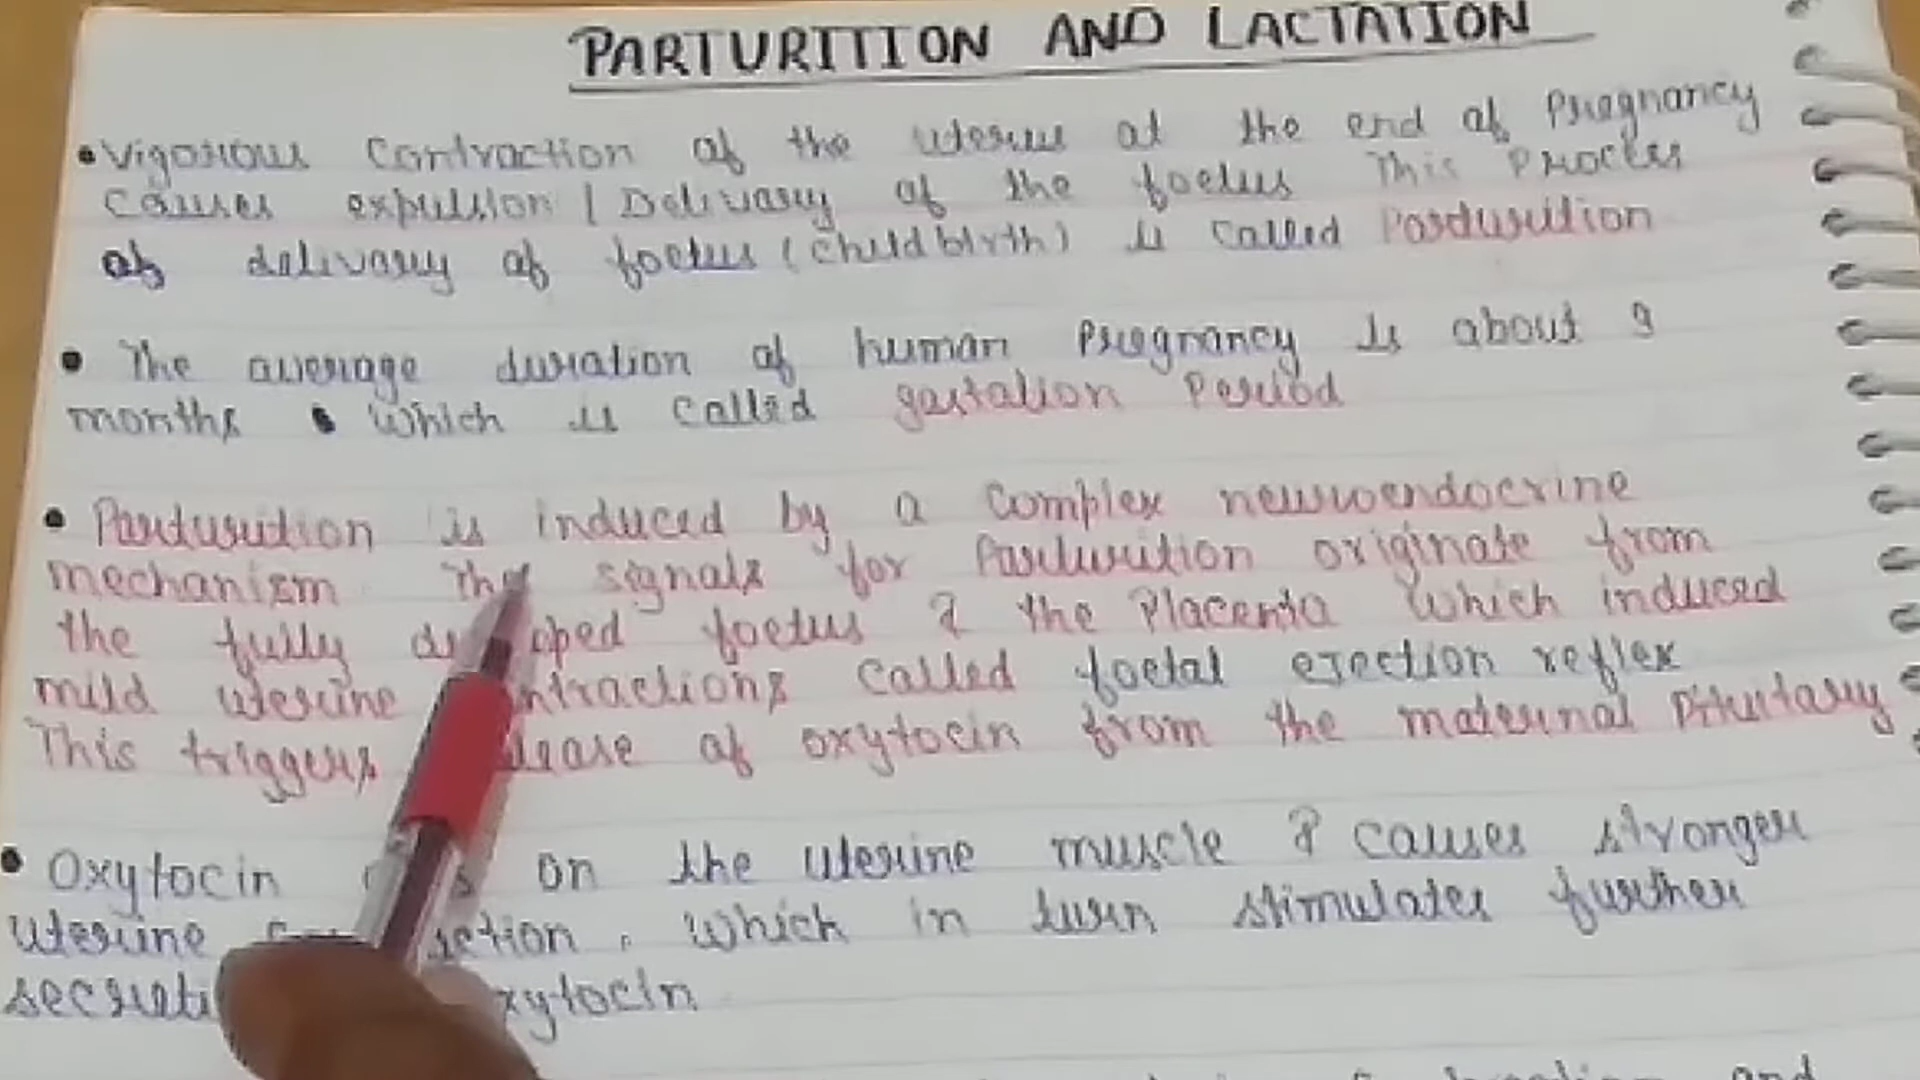 PARTURITION AND LACTATION
• Vigorous Contraction of the uterus at the end of Pregnancy
Causes expulsion / Delivary of the foetus This Process
of delivary of foetus (childbirth) is called Parturition
• The average duration of human Pregnancy is about 9
months which is called gestation Period
• Parturition is induced by a complex neuroendocrine
mechanism The signals for Parturition originate from
the fully foetus & the Placenta which induced
mild uterine called foetal ejection reflex
This triggers of oxytocin from the maternal Pituitary
• Oxytocin on the uterine muscle & causes stronger
uterine , which in turn stimulates further
and